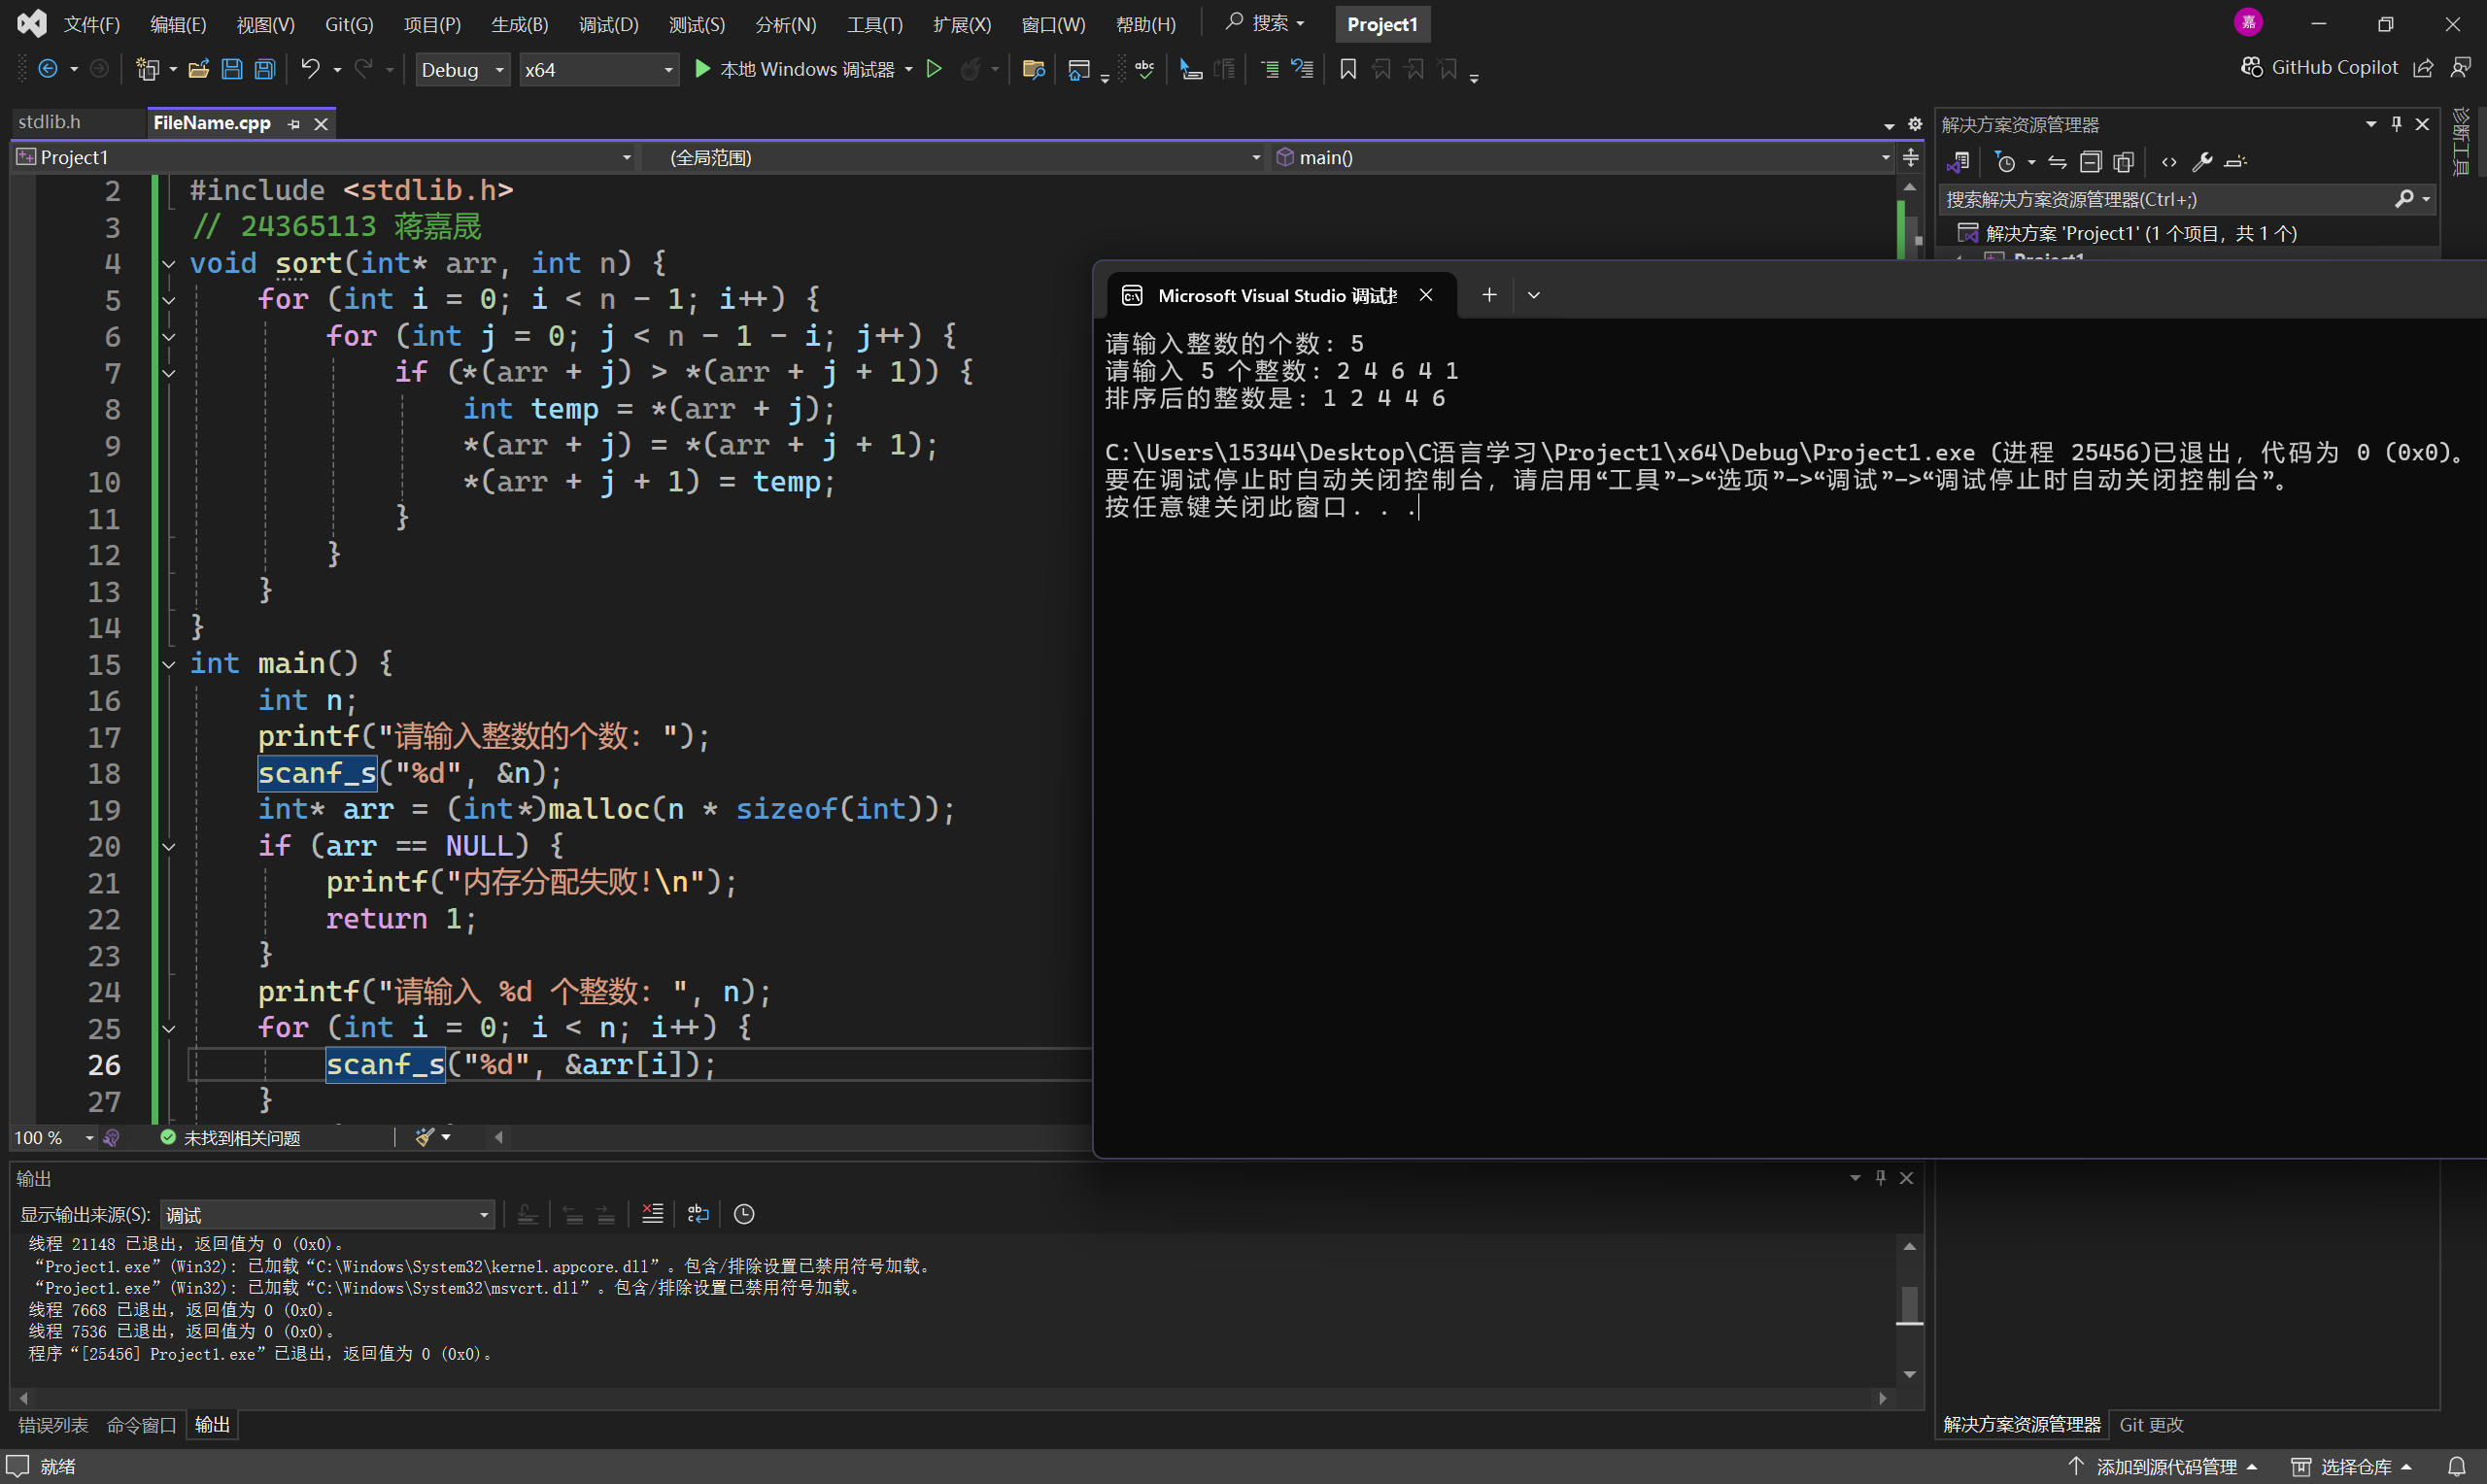 文件(F) 编辑(E) 视图(V) Git(G) 项目(P) 生成(B) 调试(D) 测试(S) 分析(N) 工具(T) 扩展(X) 窗口(W) 帮助(H) 搜索 Project1 嘉
Debug x64 本地 Windows 调试器 GitHub Copilot
stdlib.h FileName.cpp
Project1 (全局范围) main()
2 #include <stdlib.h>
3 // 24365113 蒋嘉晟
4 void sort(int* arr, int n) {
5 for (int i = 0; i < n - 1; i++) {
6 for (int j = 0; j < n - 1 - i; j++) {
7 if (*(arr + j) > *(arr + j + 1)) {
8 int temp = *(arr + j);
9 *(arr + j) = *(arr + j + 1);
10 *(arr + j + 1) = temp;
11 }
12 }
13 }
14 }
15 int main() {
16 int n;
17 printf("请输入整数的个数: ");
18 scanf_s("%d", &n);
19 int* arr = (int*)malloc(n * sizeof(int));
20 if (arr == NULL) {
21 printf("内存分配失败!\n");
22 return 1;
23 }
24 printf("请输入 %d 个整数: ", n);
25 for (int i = 0; i < n; i++) {
26 scanf_s("%d", &arr[i]);
27 }
100 % 未找到相关问题
Microsoft Visual Studio 调试
请输入整数的个数: 5
请输入 5 个整数: 2 4 6 4 1
排序后的整数是: 1 2 4 4 6
C:\Users\15344\Desktop\C语言学习\Project1\x64\Debug\Project1.exe (进程 25456)已退出，代码为 0 (0x0)。
要在调试停止时自动关闭控制台，请启用“工具”->“选项”->“调试”->“调试停止时自动关闭控制台”。
按任意键关闭此窗口. . .
解决方案资源管理器
搜索解决方案资源管理器(Ctrl+;)
解决方案 'Project1' (1 个项目，共 1 个)
Project1
诊断工具
输出
显示输出来源(S): 调试
线程 21148 已退出，返回值为 0 (0x0)。
“Project1.exe”(Win32): 已加载“C:\Windows\System32\kernel.appcore.dll”。包含/排除设置已禁用符号加载。
“Project1.exe”(Win32): 已加载“C:\Windows\System32\msvcrt.dll”。包含/排除设置已禁用符号加载。
线程 7668 已退出，返回值为 0 (0x0)。
线程 7536 已退出，返回值为 0 (0x0)。
程序“[25456] Project1.exe”已退出，返回值为 0 (0x0)。
错误列表 命令窗口 输出
解决方案资源管理器 Git 更改
就绪 添加到源代码管理 选择仓库